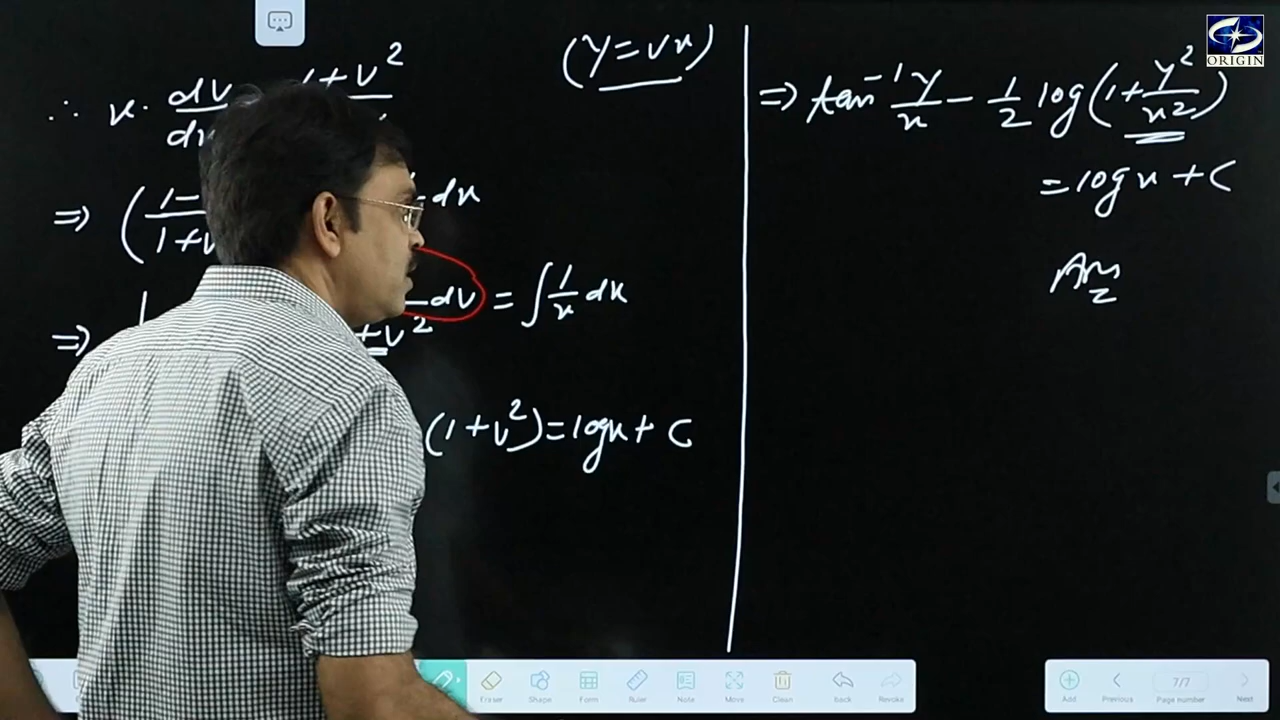 (y = vx)
∴ x · dv/d = 1 + v²
⇒ (1 - / 1 + v dx
⇒ dv / + v² = ∫ 1/x dx
(1 + v²) = log x + C
⇒ tan⁻¹ y/x - 1/2 log(1 + y²/x²)
= log x + C
Ans
ORIGIN
Eraser Shape Form Ruler Note Move Clean back Revoke
Add Previous 7/7 Page number Next